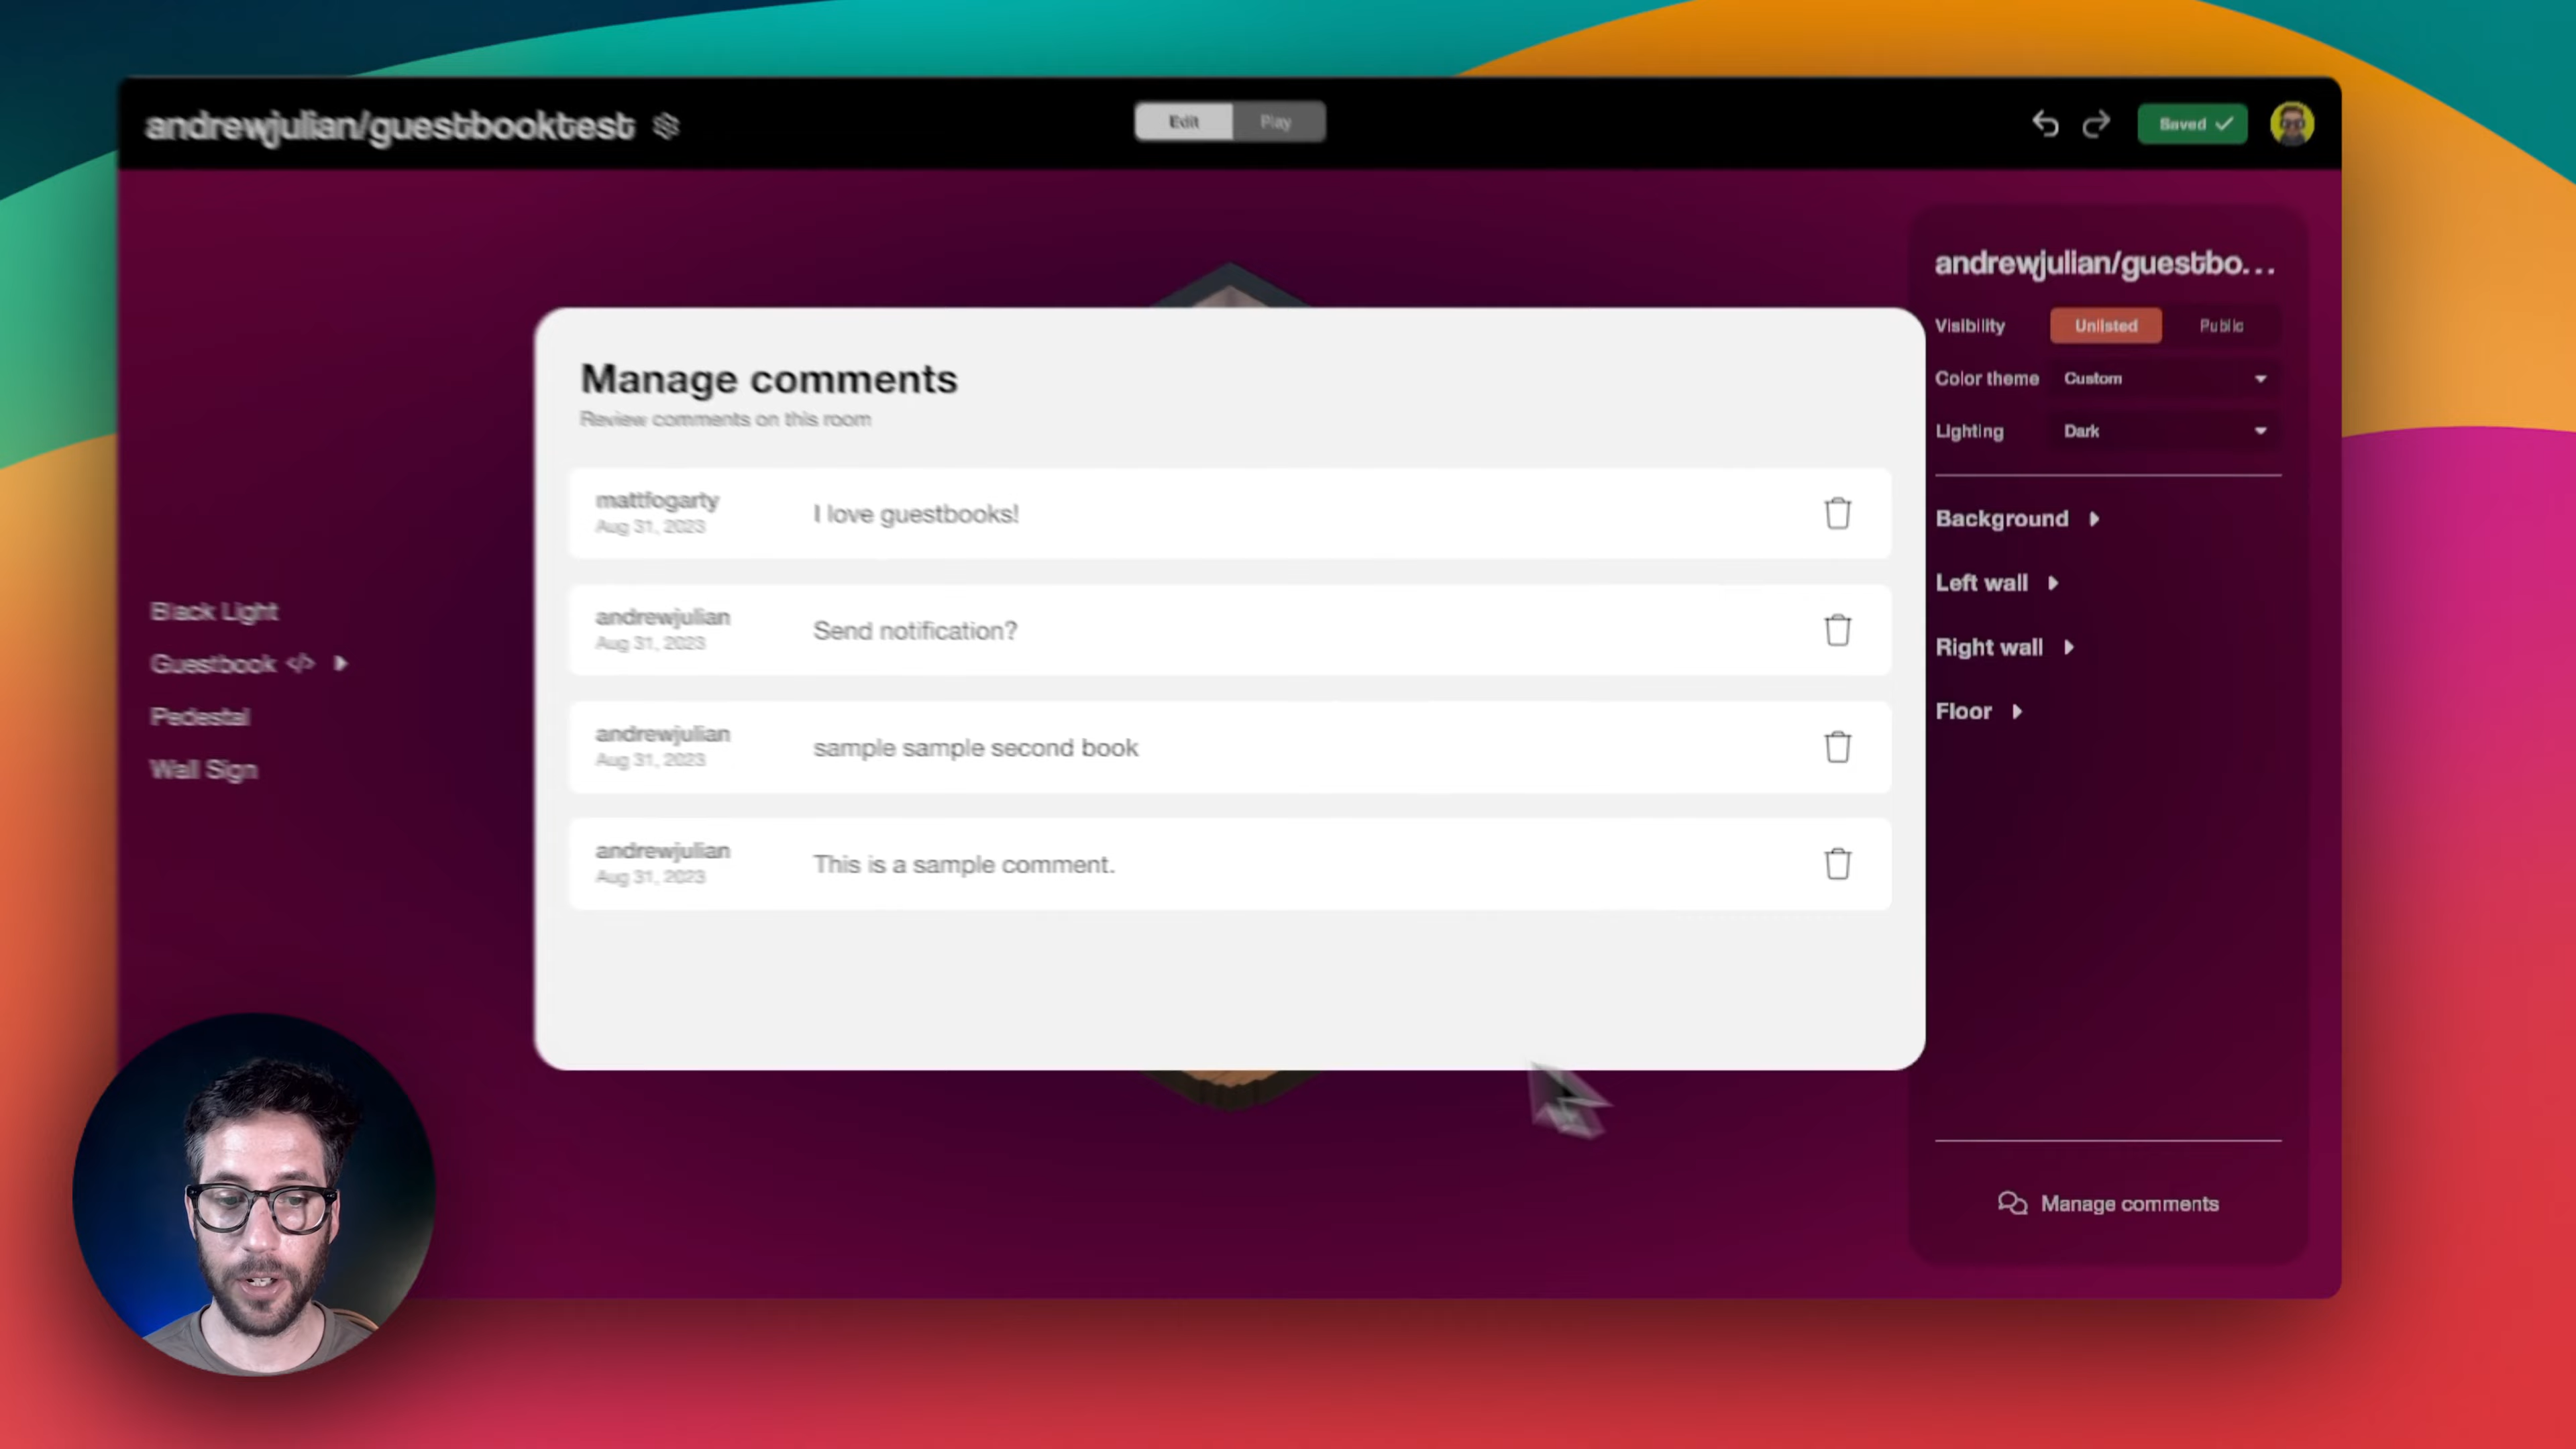 andrewjulian/guestbooktest
Edit
Play
Saved
andrewjulian/guestbo...
Visibility
Unlisted
Public
Color theme
Custom
Lighting
Dark
Background
Left wall
Right wall
Floor
Manage comments
Black Light
Guestbook </>
Pedestal
Wall Sign
Manage comments
Review comments on this room
mattfogarty
Aug 31, 2023
I love guestbooks!
andrewjulian
Aug 31, 2023
Send notification?
andrewjulian
Aug 31, 2023
sample sample second book
andrewjulian
Aug 31, 2023
This is a sample comment.